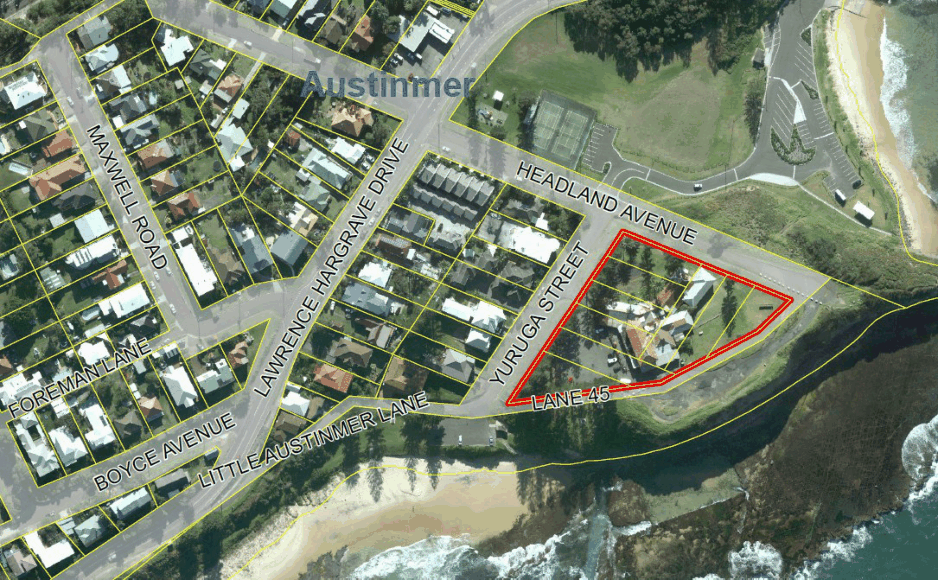 Austinmer
MAXWELL ROAD
LAWRENCE HARGRAVE DRIVE
HEADLAND AVENUE
YURUGA STREET
FOREMAN LANE
BOYCE AVENUE
LITTLE AUSTINMER LANE
LANE 45